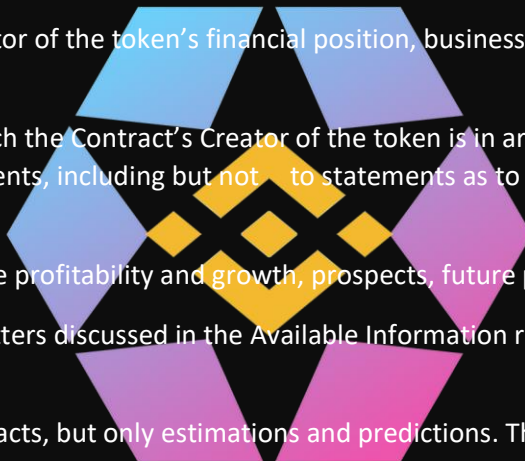 tor of the token's financial position, business
ch the Contract's Creator of the token is in an
ents, including but not to statements as to
e profitability and growth, prospects, future p
tters discussed in the Available Information r
acts, but only estimations and predictions. Th